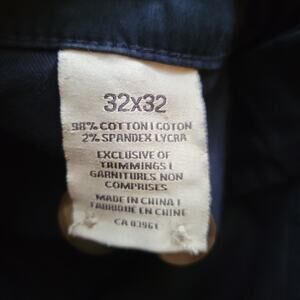 32x32
98% COTTON | COTON
2% SPANDEX LYCRA
EXCLUSIVE OF
TRIMMINGS |
GARNITURES NON
COMPRISES
MADE IN CHINA |
FABRIQUE EN CHINE
CA 03961